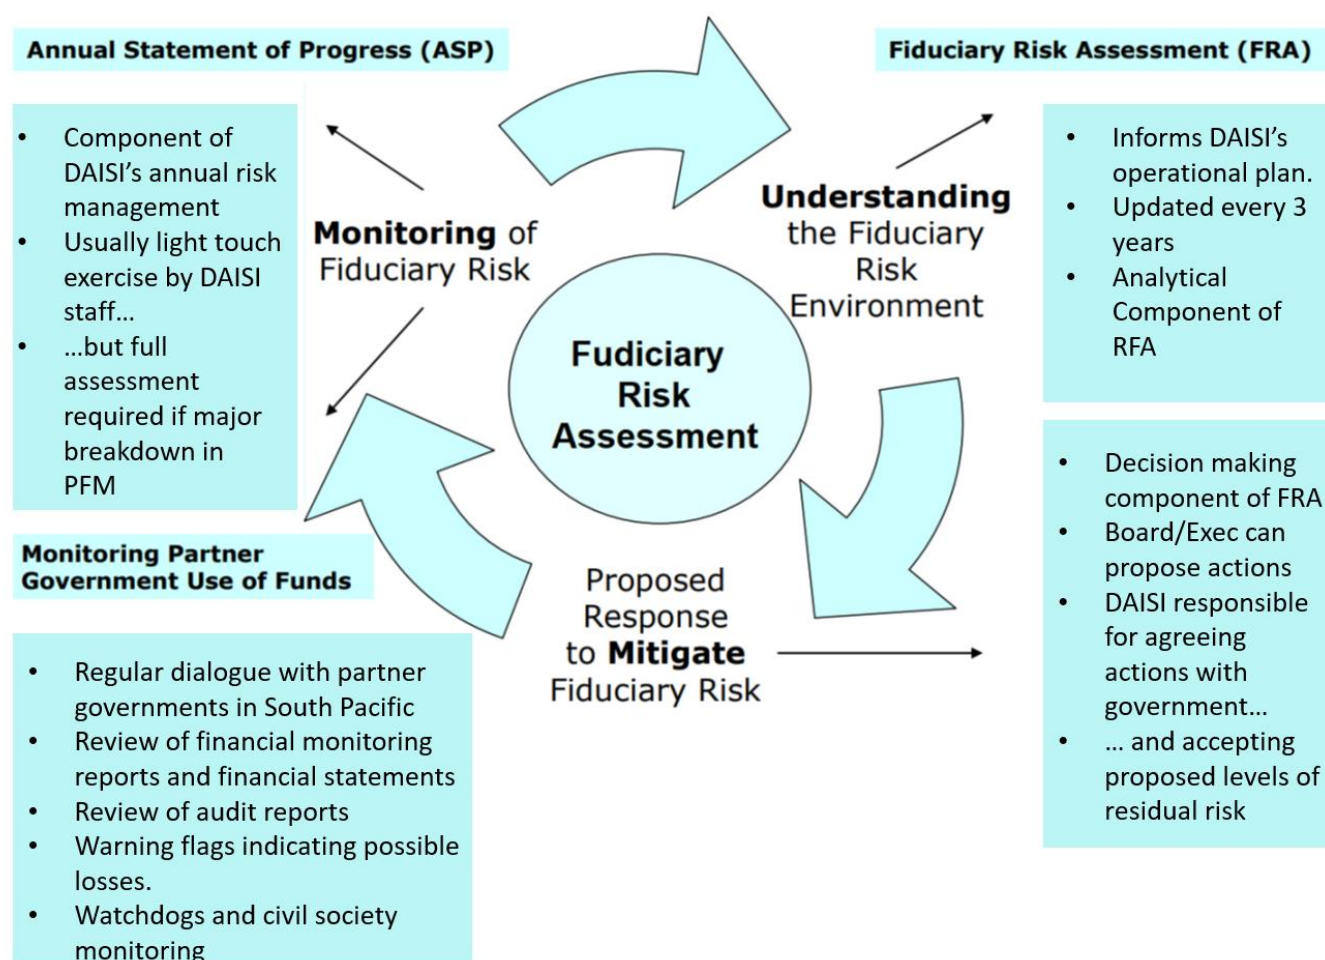 Annual Statement of Progress (ASP)
• Component of
DAISI’s annual risk
management
• Usually light touch
exercise by DAISI
staff…
• …but full
assessment
required if major
breakdown in
PFM
Monitoring of
Fiduciary Risk
Fiduciary Risk Assessment (FRA)
Understanding
the Fiduciary
Risk
Environment
• Informs DAISI’s
operational plan.
• Updated every 3
years
• Analytical
Component of
RFA
Fudiciary
Risk
Assessment
• Decision making
component of FRA
• Board/Exec can
propose actions
• DAISI responsible
for agreeing
actions with
government…
• … and accepting
proposed levels of
residual risk
Proposed
Response
to Mitigate
Fiduciary Risk
Monitoring Partner
Government Use of Funds
• Regular dialogue with partner
governments in South Pacific
• Review of financial monitoring
reports and financial statements
• Review of audit reports
• Warning flags indicating possible
losses.
• Watchdogs and civil society
monitoring